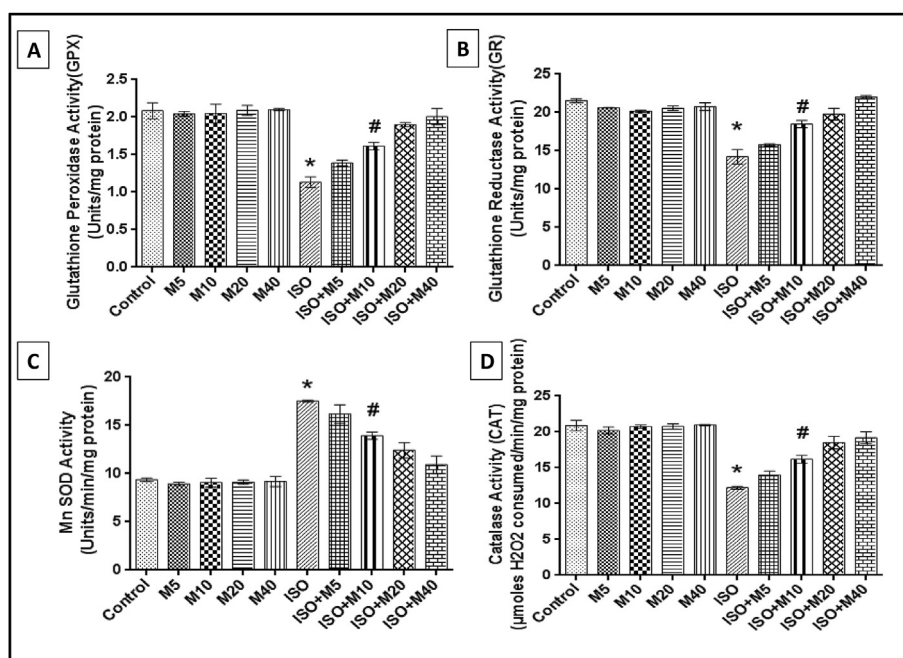 A
Glutathione Peroxidase Activity(GPX)
(Units/mg protein)
2.5
2.0
1.5
1.0
0.5
0.0
*
#
Control
M5
M10
M20
M40
ISO
ISO+M5
ISO+M10
ISO+M20
ISO+M40
B
Glutathione Reductase Activity(GR)
(Units/mg protein)
25
20
15
10
5
0
*
#
Control
M5
M10
M20
M40
ISO
ISO+M5
ISO+M10
ISO+M20
ISO+M40
C
Mn SOD Activity
(Units/min/mg protein)
20
15
10
5
0
*
#
Control
M5
M10
M20
M40
ISO
ISO+M5
ISO+M10
ISO+M20
ISO+M40
D
Catalase Activity (CAT)
(µmoles H2O2 consumed/min/mg protein)
25
20
15
10
5
0
*
#
Control
M5
M10
M20
M40
ISO
ISO+M5
ISO+M10
ISO+M20
ISO+M40